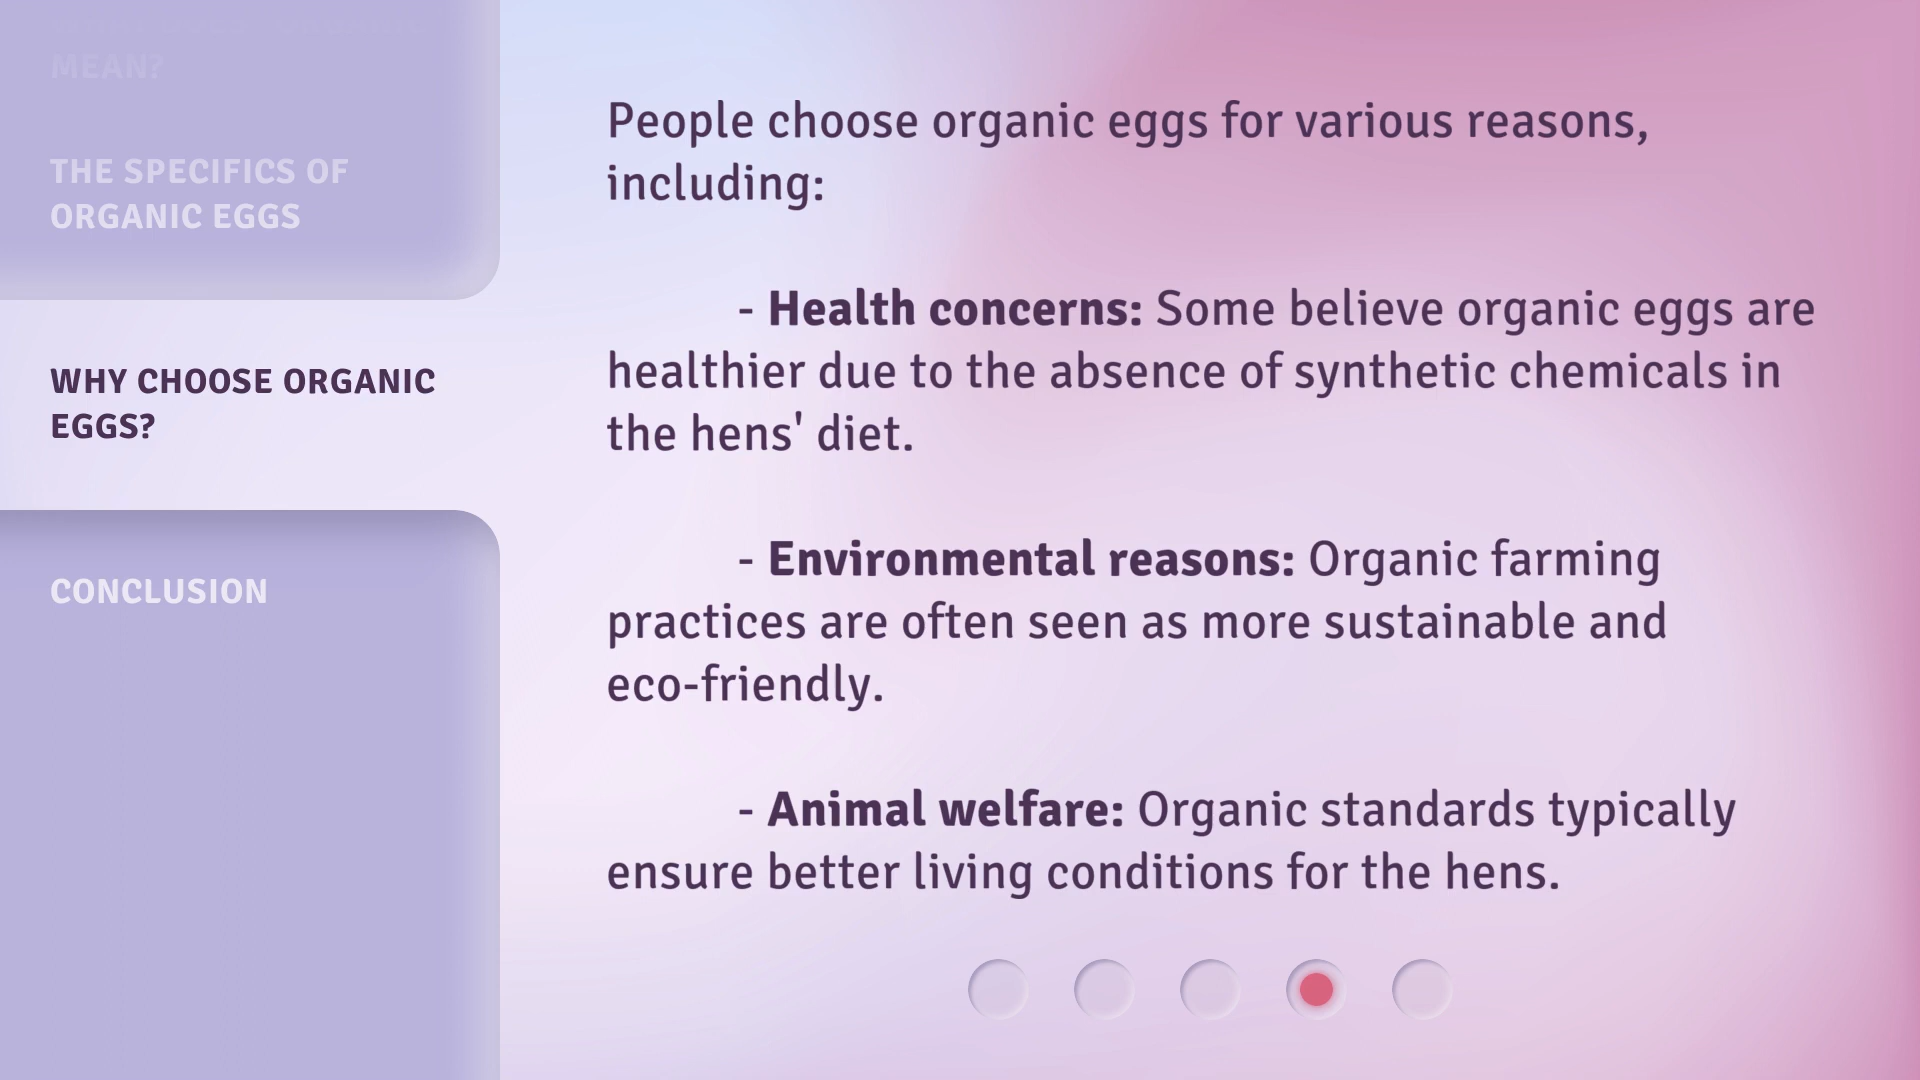 MEAN?
THE SPECIFICS OF
ORGANIC EGGS
WHY CHOOSE ORGANIC
EGGS?
CONCLUSION
People choose organic eggs for various reasons,
including:
- Health concerns: Some believe organic eggs are
healthier due to the absence of synthetic chemicals in
the hens' diet.
- Environmental reasons: Organic farming
practices are often seen as more sustainable and
eco-friendly.
- Animal welfare: Organic standards typically
ensure better living conditions for the hens.